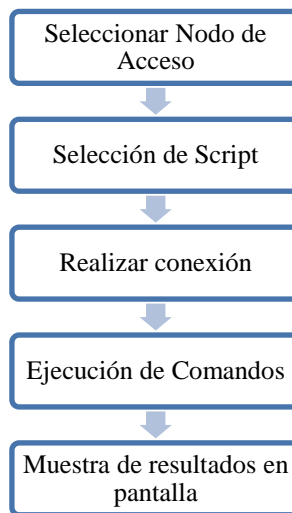 Seleccionar Nodo de
Acceso
Selección de Script
Realizar conexión
Ejecución de Comandos
Muestra de resultados en
pantalla